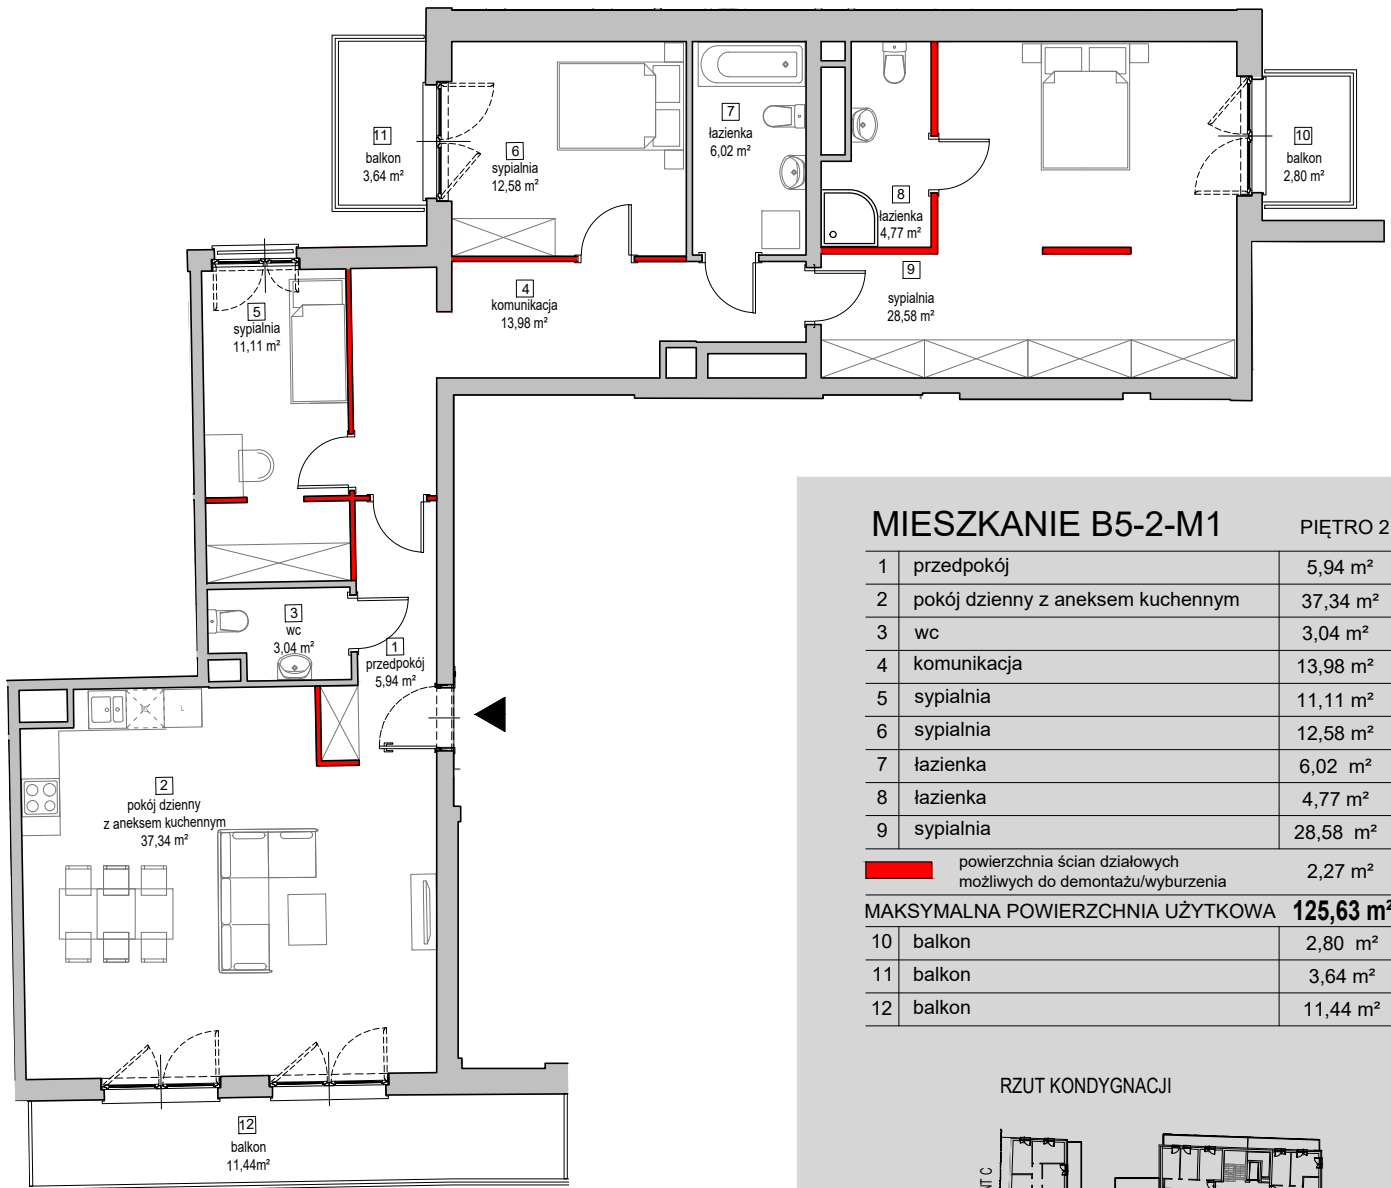 11
balkon
3,64 m²
6
sypialnia
12,58 m²
7
łazienka
6,02 m²
8
łazienka
4,77 m²
10
balkon
2,80 m²
9
sypialnia
28,58 m²
4
komunikacja
13,98 m²
5
sypialnia
11,11 m²
3
wc
3,04 m²
1
przedpokój
5,94 m²
L
2
pokój dzienny
z aneksem kuchennym
37,34 m²
12
balkon
11,44m²
MIESZKANIE B5-2-M1 PIĘTRO 2
1 przedpokój 5,94 m²
2 pokój dzienny z aneksem kuchennym 37,34 m²
3 wc 3,04 m²
4 komunikacja 13,98 m²
5 sypialnia 11,11 m²
6 sypialnia 12,58 m²
7 łazienka 6,02 m²
8 łazienka 4,77 m²
9 sypialnia 28,58 m²
powierzchnia ścian działowych
możliwych do demontażu/wyburzenia 2,27 m²
MAKSYMALNA POWIERZCHNIA UŻYTKOWA 125,63 m²
10 balkon 2,80 m²
11 balkon 3,64 m²
12 balkon 11,44 m²
RZUT KONDYGNACJI